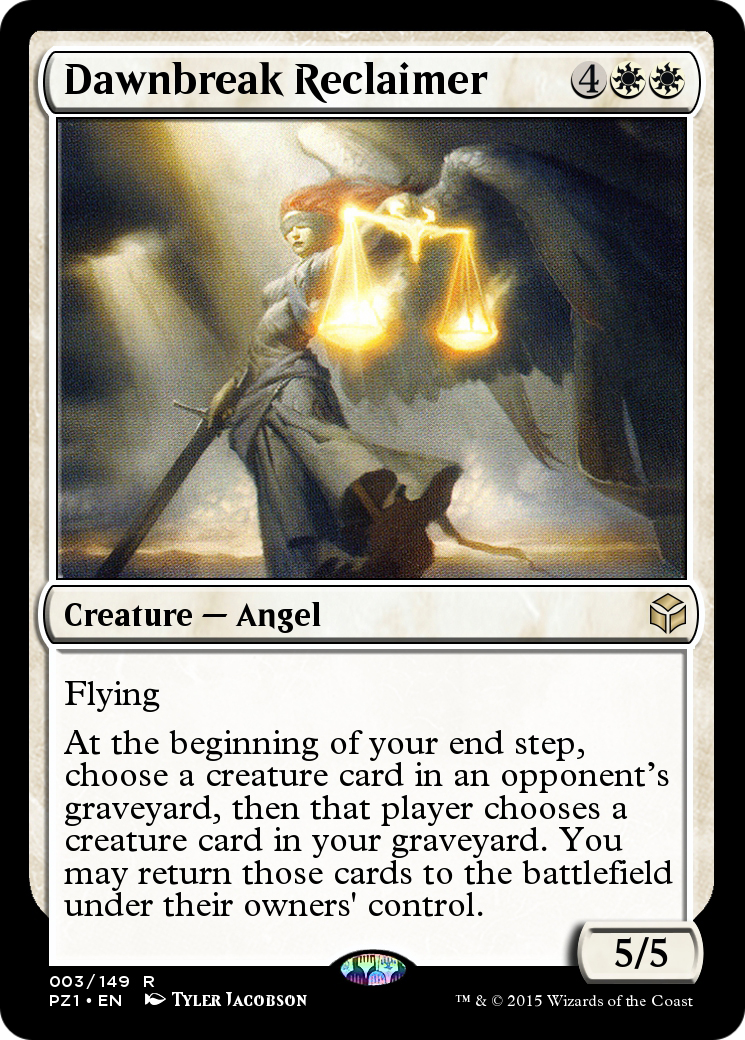 Dawnbreak Reclaimer 4
Creature — Angel
Flying
At the beginning of your end step,
choose a creature card in an opponent's
graveyard, then that player chooses a
creature card in your graveyard. You
may return those cards to the battlefield
under their owners' control.
5/5
003/149 R
PZ1 • EN Tyler Jacobson
™ & © 2015 Wizards of the Coast